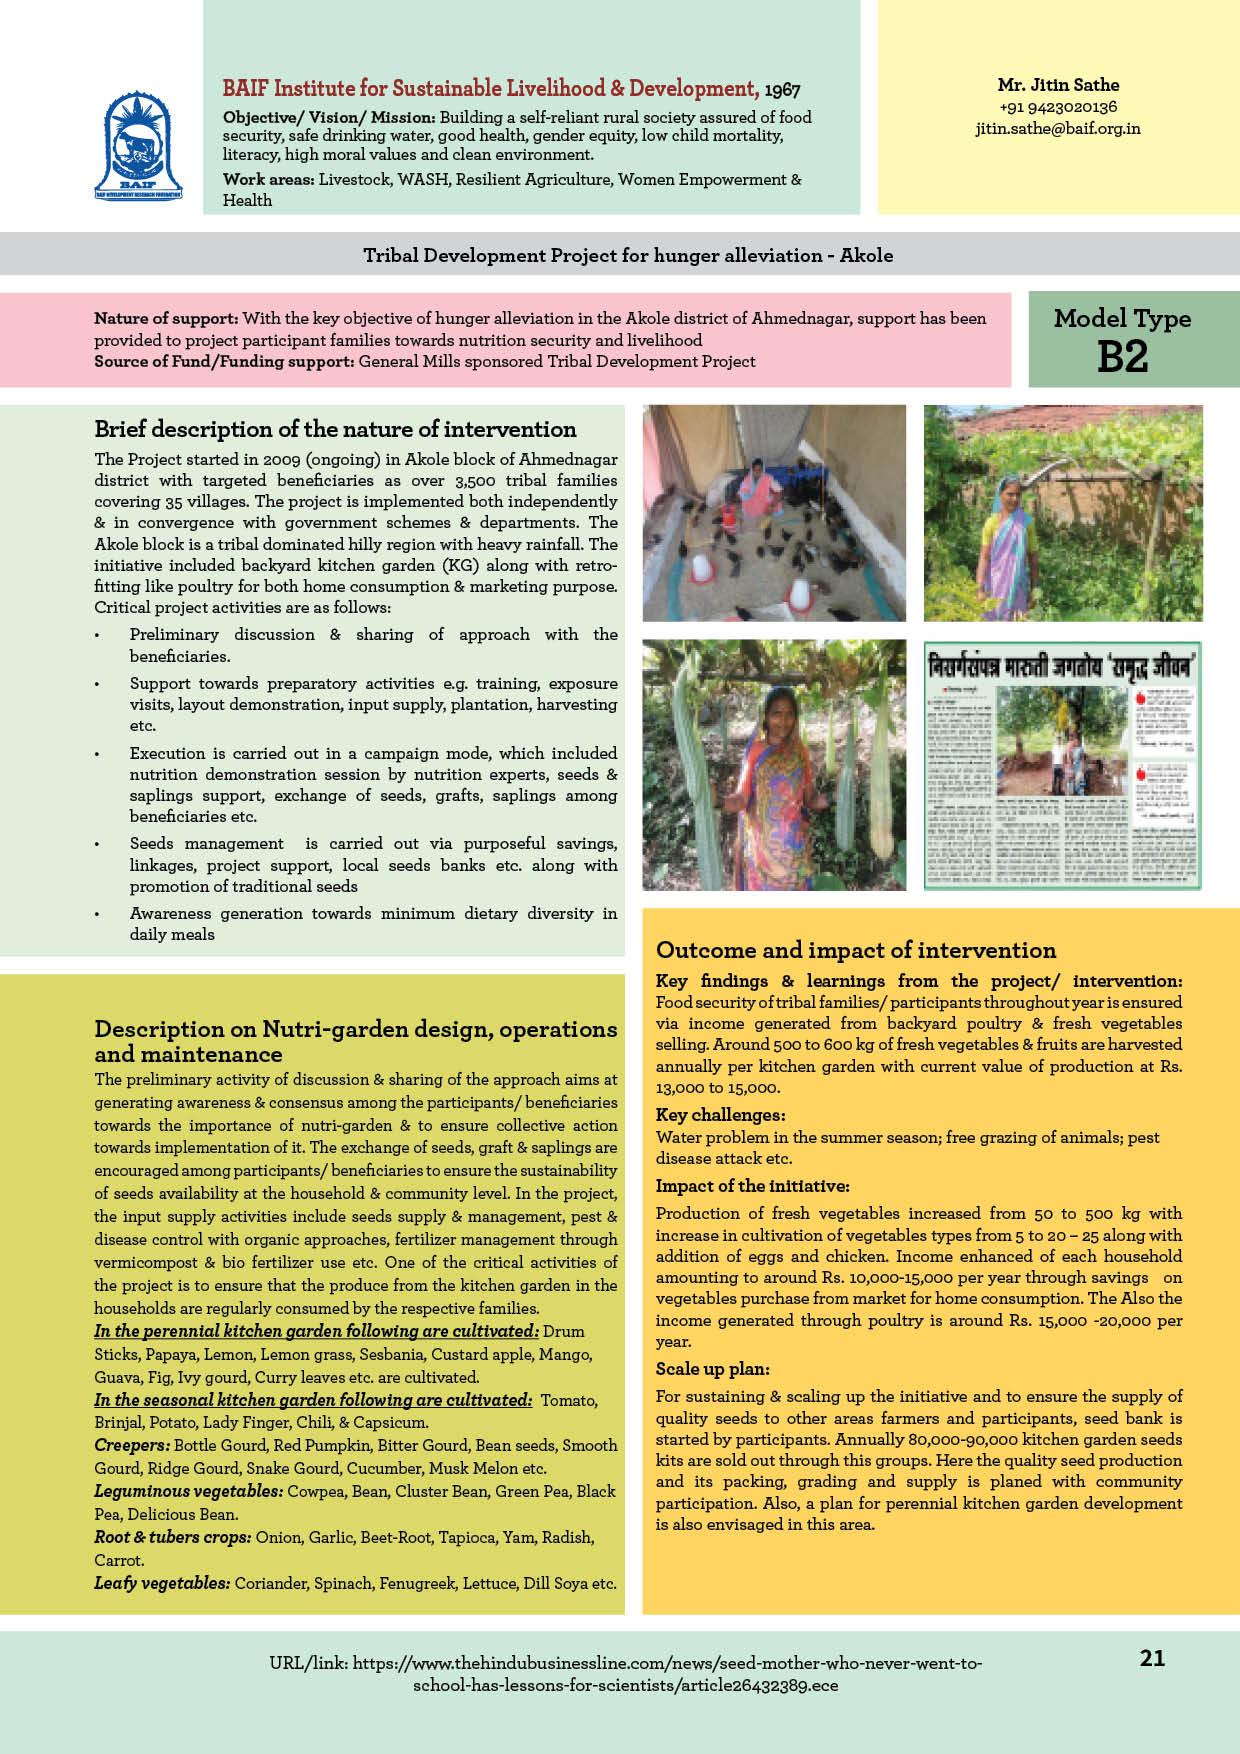 BAIF
BAIF DEVELOPMENT RESEARCH FOUNDATION
BAIF Institute for Sustainable Livelihood & Development, 1967
Objective/ Vision/ Mission: Building a self-reliant rural society assured of food
security, safe drinking water, good health, gender equity, low child mortality,
literacy, high moral values and clean environment.
Work areas: Livestock, WASH, Resilient Agriculture, Women Empowerment &
Health
Mr. Jitin Sathe
+91 9423020136
jitin.sathe@baif.org.in
Tribal Development Project for hunger alleviation - Akole
Nature of support: With the key objective of hunger alleviation in the Akole district of Ahmednagar, support has been
provided to project participant families towards nutrition security and livelihood
Source of Fund/Funding support: General Mills sponsored Tribal Development Project
Model Type
B2
Brief description of the nature of intervention
The Project started in 2009 (ongoing) in Akole block of Ahmednagar
district with targeted beneficiaries as over 3,500 tribal families
covering 35 villages. The project is implemented both independently
& in convergence with government schemes & departments. The
Akole block is a tribal dominated hilly region with heavy rainfall. The
initiative included backyard kitchen garden (KG) along with retro-
fitting like poultry for both home consumption & marketing purpose.
Critical project activities are as follows:
• Preliminary discussion & sharing of approach with the
beneficiaries.
• Support towards preparatory activities e.g. training, exposure
visits, layout demonstration, input supply, plantation, harvesting
etc.
• Execution is carried out in a campaign mode, which included
nutrition demonstration session by nutrition experts, seeds &
saplings support, exchange of seeds, grafts, saplings among
beneficiaries etc.
• Seeds management is carried out via purposeful savings,
linkages, project support, local seeds banks etc. along with
promotion of traditional seeds
• Awareness generation towards minimum dietary diversity in
daily meals
निसर्गसंपन्न मारुती जगतोय 'समृद्ध जीवन'
Description on Nutri-garden design, operations
and maintenance
The preliminary activity of discussion & sharing of the approach aims at
generating awareness & consensus among the participants/ beneficiaries
towards the importance of nutri-garden & to ensure collective action
towards implementation of it. The exchange of seeds, graft & saplings are
encouraged among participants/ beneficiaries to ensure the sustainability
of seeds availability at the household & community level. In the project,
the input supply activities include seeds supply & management, pest &
disease control with organic approaches, fertilizer management through
vermicompost & bio fertilizer use etc. One of the critical activities of
the project is to ensure that the produce from the kitchen garden in the
households are regularly consumed by the respective families.
In the perennial kitchen garden following are cultivated: Drum
Sticks, Papaya, Lemon, Lemon grass, Sesbania, Custard apple, Mango,
Guava, Fig, Ivy gourd, Curry leaves etc. are cultivated.
In the seasonal kitchen garden following are cultivated: Tomato,
Brinjal, Potato, Lady Finger, Chili, & Capsicum.
Creepers: Bottle Gourd, Red Pumpkin, Bitter Gourd, Bean seeds, Smooth
Gourd, Ridge Gourd, Snake Gourd, Cucumber, Musk Melon etc.
Leguminous vegetables: Cowpea, Bean, Cluster Bean, Green Pea, Black
Pea, Delicious Bean.
Root & tubers crops: Onion, Garlic, Beet-Root, Tapioca, Yam, Radish,
Carrot.
Leafy vegetables: Coriander, Spinach, Fenugreek, Lettuce, Dill Soya etc.
Outcome and impact of intervention
Key findings & learnings from the project/ intervention:
Food security of tribal families/ participants throughout year is ensured
via income generated from backyard poultry & fresh vegetables
selling. Around 500 to 600 kg of fresh vegetables & fruits are harvested
annually per kitchen garden with current value of production at Rs.
13,000 to 15,000.
Key challenges:
Water problem in the summer season; free grazing of animals; pest
disease attack etc.
Impact of the initiative:
Production of fresh vegetables increased from 50 to 500 kg with
increase in cultivation of vegetables types from 5 to 20 – 25 along with
addition of eggs and chicken. Income enhanced of each household
amounting to around Rs. 10,000-15,000 per year through savings on
vegetables purchase from market for home consumption. The Also the
income generated through poultry is around Rs. 15,000 -20,000 per
year.
Scale up plan:
For sustaining & scaling up the initiative and to ensure the supply of
quality seeds to other areas farmers and participants, seed bank is
started by participants. Annually 80,000-90,000 kitchen garden seeds
kits are sold out through this groups. Here the quality seed production
and its packing, grading and supply is planed with community
participation. Also, a plan for perennial kitchen garden development
is also envisaged in this area.
URL/link: https://www.thehindubusinessline.com/news/seed-mother-who-never-went-to-
school-has-lessons-for-scientists/article26432389.ece
21